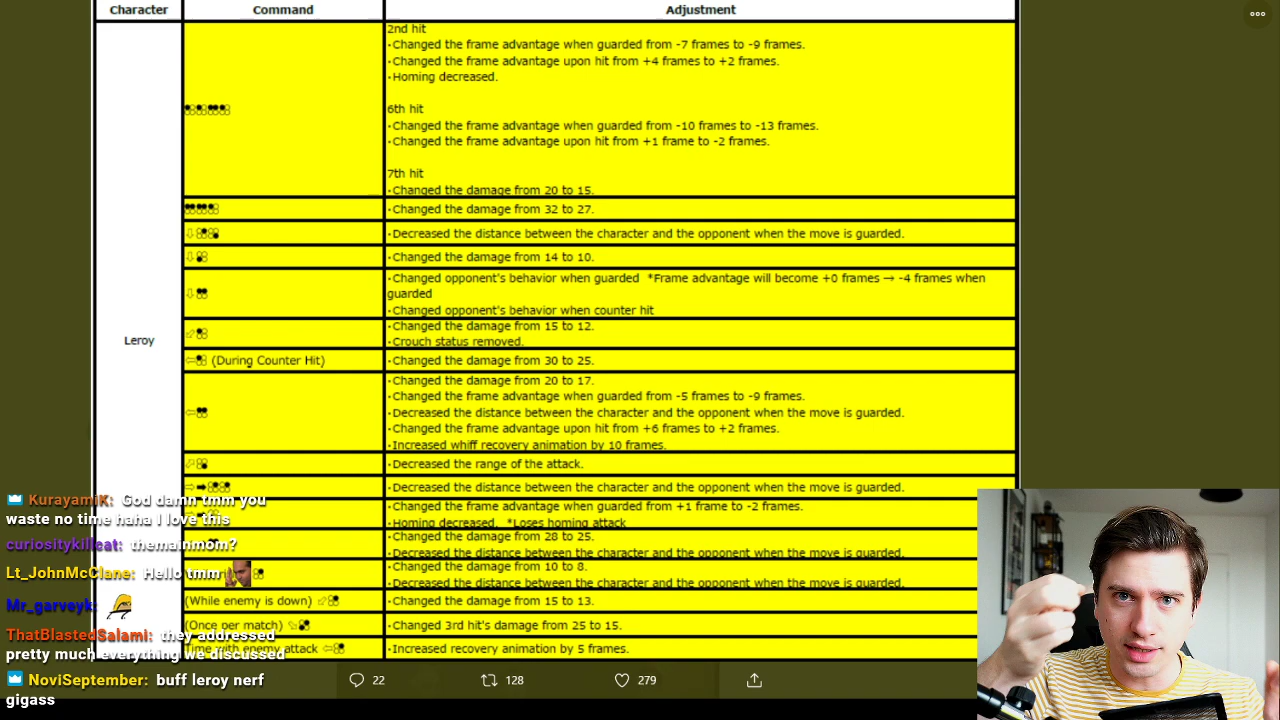 Character Command Adjustment
2nd hit
・Changed the frame advantage when guarded from -7 frames to -9 frames.
・Changed the frame advantage upon hit from +4 frames to +2 frames.
・Homing decreased.
6th hit
・Changed the frame advantage when guarded from -10 frames to -13 frames.
・Changed the frame advantage upon hit from +1 frame to -2 frames.
7th hit
・Changed the damage from 20 to 15.
・Changed the damage from 32 to 27.
・Decreased the distance between the character and the opponent when the move is guarded.
・Changed the damage from 14 to 10.
・Changed opponent's behavior when guarded *Frame advantage will become +0 frames → -4 frames when
guarded
・Changed opponent's behavior when counter hit
・Changed the damage from 15 to 12.
・Crouch status removed.
Leroy
(During Counter Hit) ・Changed the damage from 30 to 25.
・Changed the damage from 20 to 17.
・Changed the frame advantage when guarded from -5 frames to -9 frames.
・Decreased the distance between the character and the opponent when the move is guarded.
・Changed the frame advantage upon hit from +6 frames to +2 frames.
・Increased whiff recovery animation by 10 frames.
・Decreased the range of the attack.
・Decreased the distance between the character and the opponent when the move is guarded.
・Changed the frame advantage when guarded from +1 frame to -2 frames.
・Homing decreased. *Loses homing attack
・Changed the damage from 28 to 25.
・Decreased the distance between the character and the opponent when the move is guarded.
・Changed the damage from 10 to 8.
・Decreased the distance between the character and the opponent when the move is guarded.
(While enemy is down) ・Changed the damage from 15 to 13.
(Once per match) ・Changed 3rd hit's damage from 25 to 15.
Time with enemy attack ・Increased recovery animation by 5 frames.
KurayamiK: God damn tmm you
waste no time haha I love this
curiositykillcat: themainmom?
Lt_JohnMcClane: Hello tmm
Mr_garveyk:
ThatBlastedSalami: they addressed
pretty much everything we discussed
NoviSeptember: buff leroy nerf
gigass
22 128 279